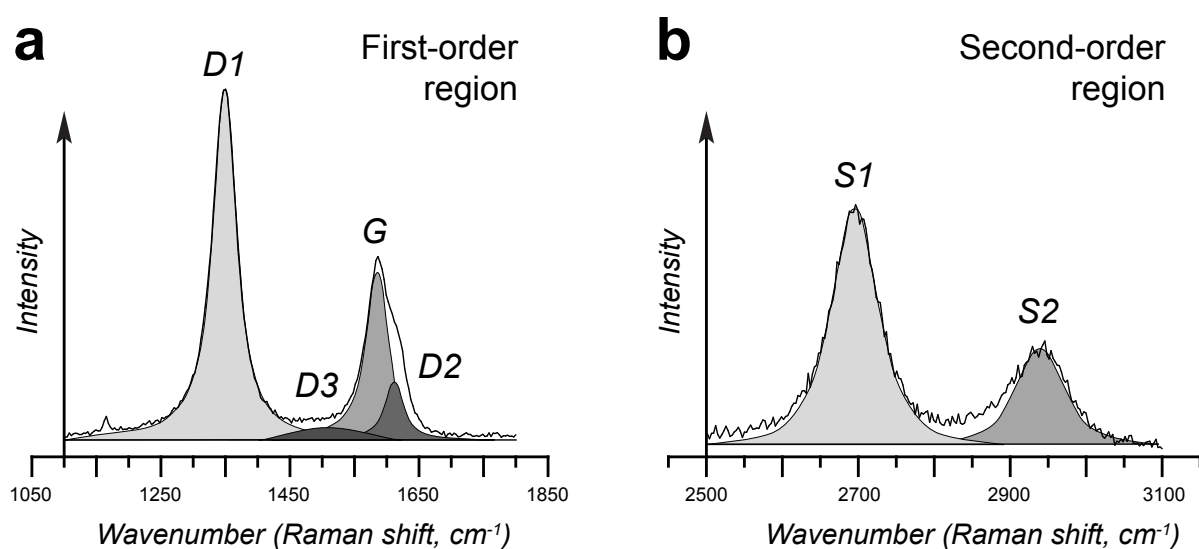 a
First-order
region
D1
G
D3
D2
Intensity
1050 1250 1450 1650 1850
Wavenumber (Raman shift, cm⁻¹)
b
Second-order
region
S1
S2
Intensity
2500 2700 2900 3100
Wavenumber (Raman shift, cm⁻¹)